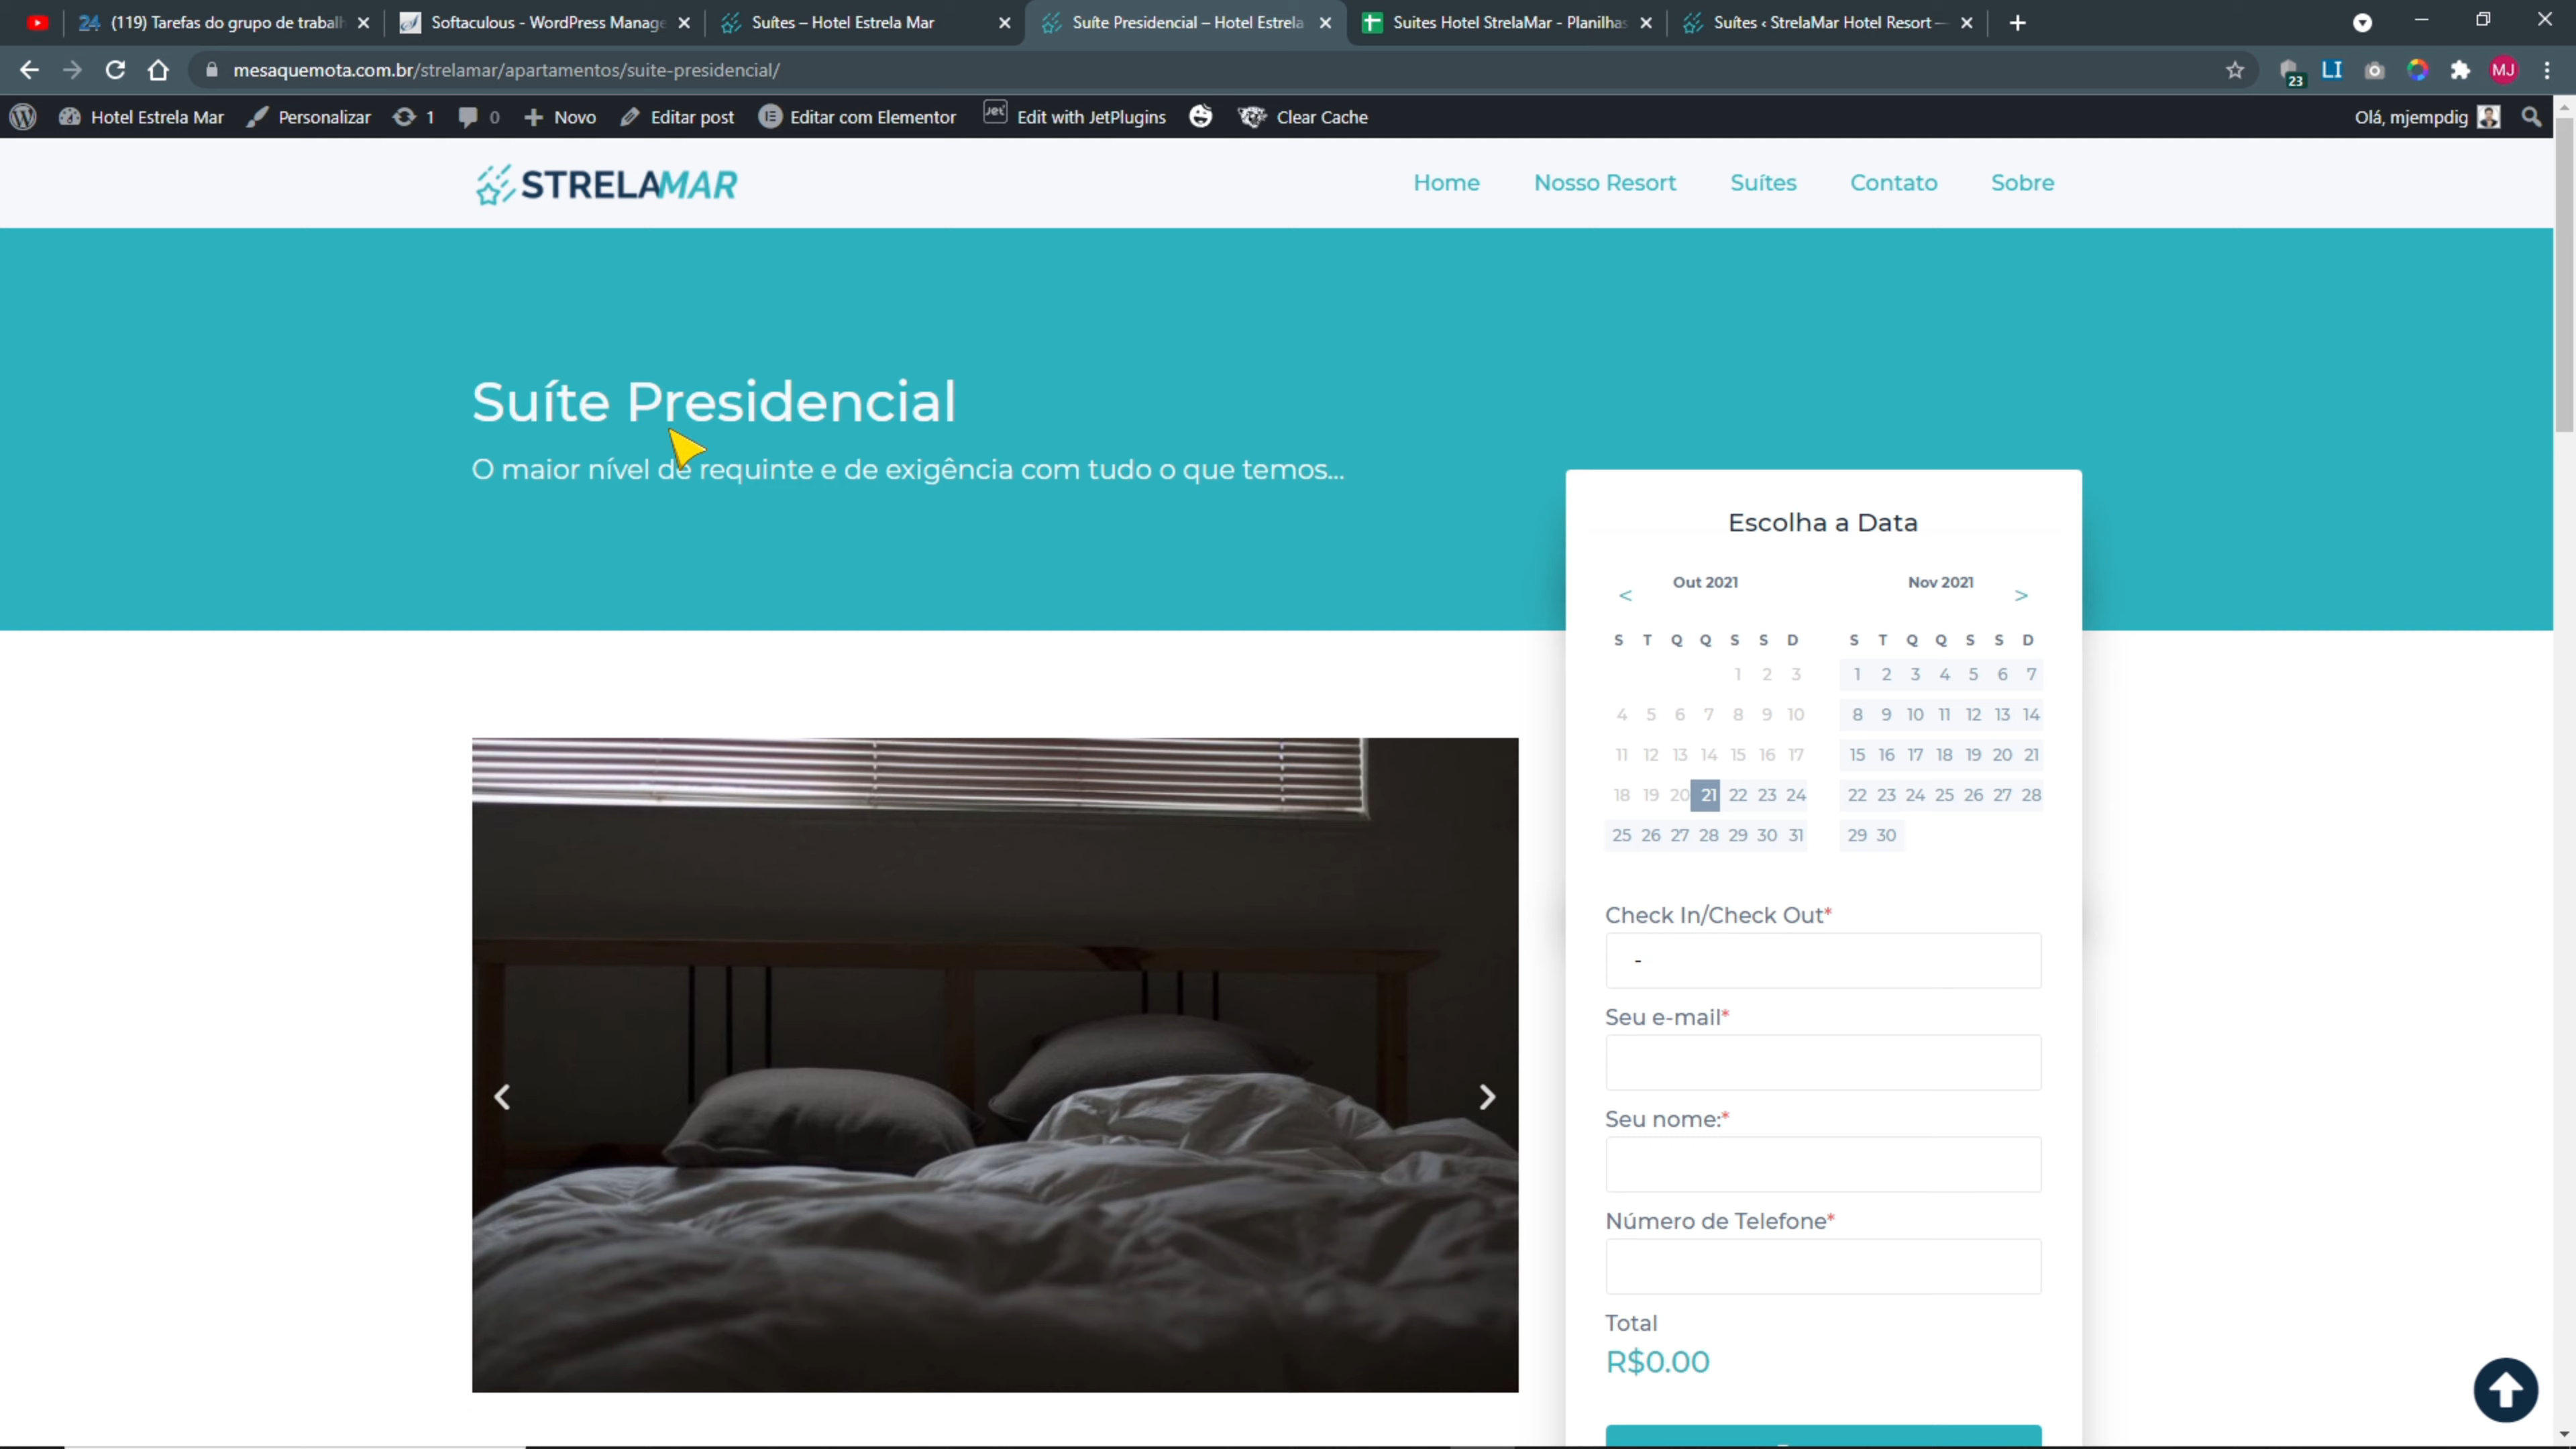 24 (119) Tarefas do grupo de trabalh
Softaculous - WordPress Manage
Suítes – Hotel Estrela Mar
Suíte Presidencial – Hotel Estrela
Suites Hotel StrelaMar - Planilhas
Suítes ‹ StrelaMar Hotel Resort —
mesaquemota.com.br/strelamar/apartamentos/suite-presidencial/
23
LI
MJ
Hotel Estrela Mar
Personalizar
1
0
Novo
Editar post
Editar com Elementor
Jet
Edit with JetPlugins
Clear Cache
Olá, mjempdig
STRELAMAR
Home
Nosso Resort
Suítes
Contato
Sobre
Suíte Presidencial
O maior nível de requinte e de exigência com tudo o que temos...
Escolha a Data
< Out 2021
Nov 2021 >
S T Q Q S S D
1 2 3
4 5 6 7 8 9 10
11 12 13 14 15 16 17
18 19 20 21 22 23 24
25 26 27 28 29 30 31
S T Q Q S S D
1 2 3 4 5 6 7
8 9 10 11 12 13 14
15 16 17 18 19 20 21
22 23 24 25 26 27 28
29 30
Check In/Check Out*
-
Seu e-mail*
Seu nome:*
Número de Telefone*
Total
R$0.00